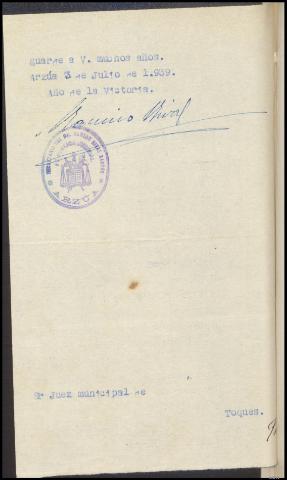 guarde a V. muchos años.
Arzúa 3 de Julio de 1.939.
Año de la Victoria.
ARZÚA
Sr Juez municipal de
Toques.